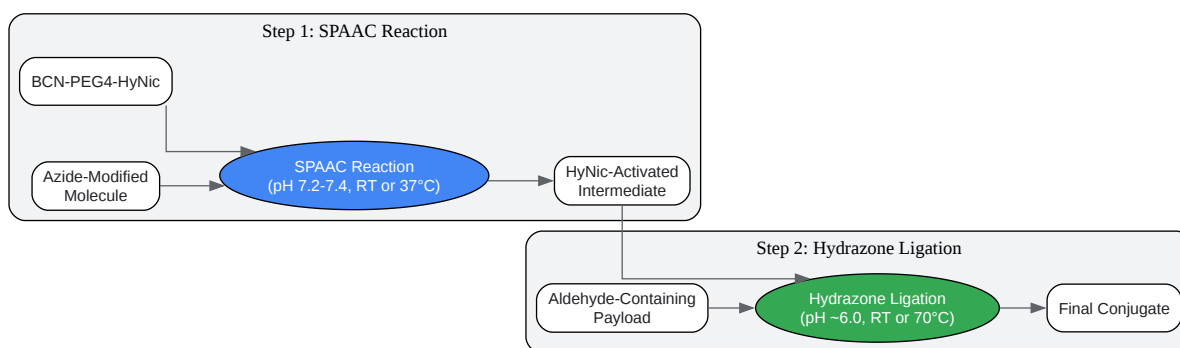 Step 1: SPAAC Reaction
BCN-PEG4-HyNic
Azide-Modified
Molecule
SPAAC Reaction
(pH 7.2-7.4, RT or 37°C)
HyNic-Activated
Intermediate
Step 2: Hydrazone Ligation
Aldehyde-Containing
Payload
Hydrazone Ligation
(pH ~6.0, RT or 70°C)
Final Conjugate